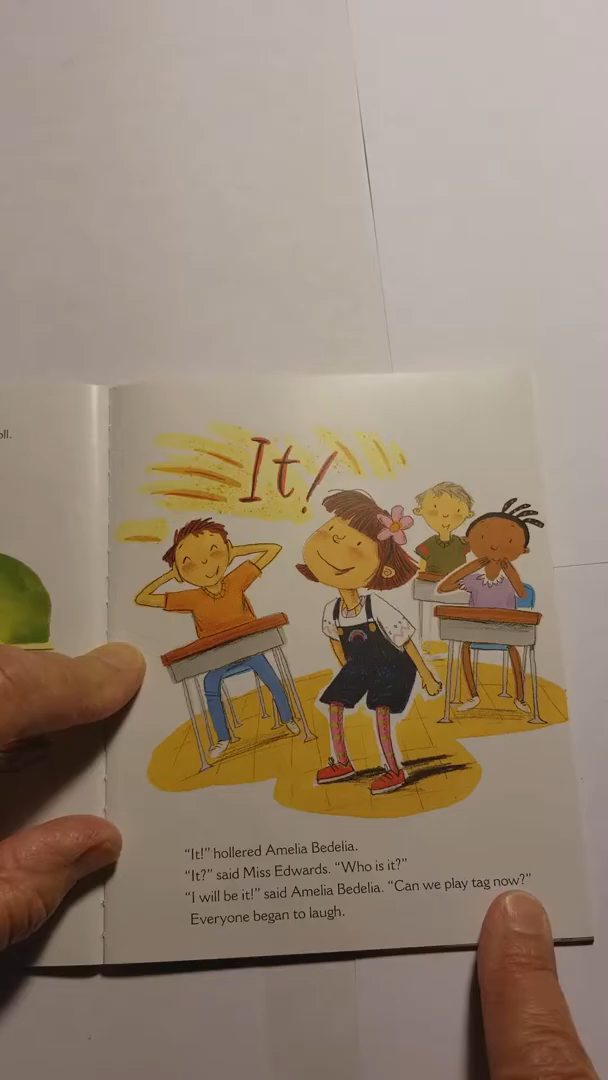 oll.
It!
“It!” hollered Amelia Bedelia.
“It?” said Miss Edwards. “Who is it?”
“I will be it!” said Amelia Bedelia. “Can we play tag now?”
Everyone began to laugh.